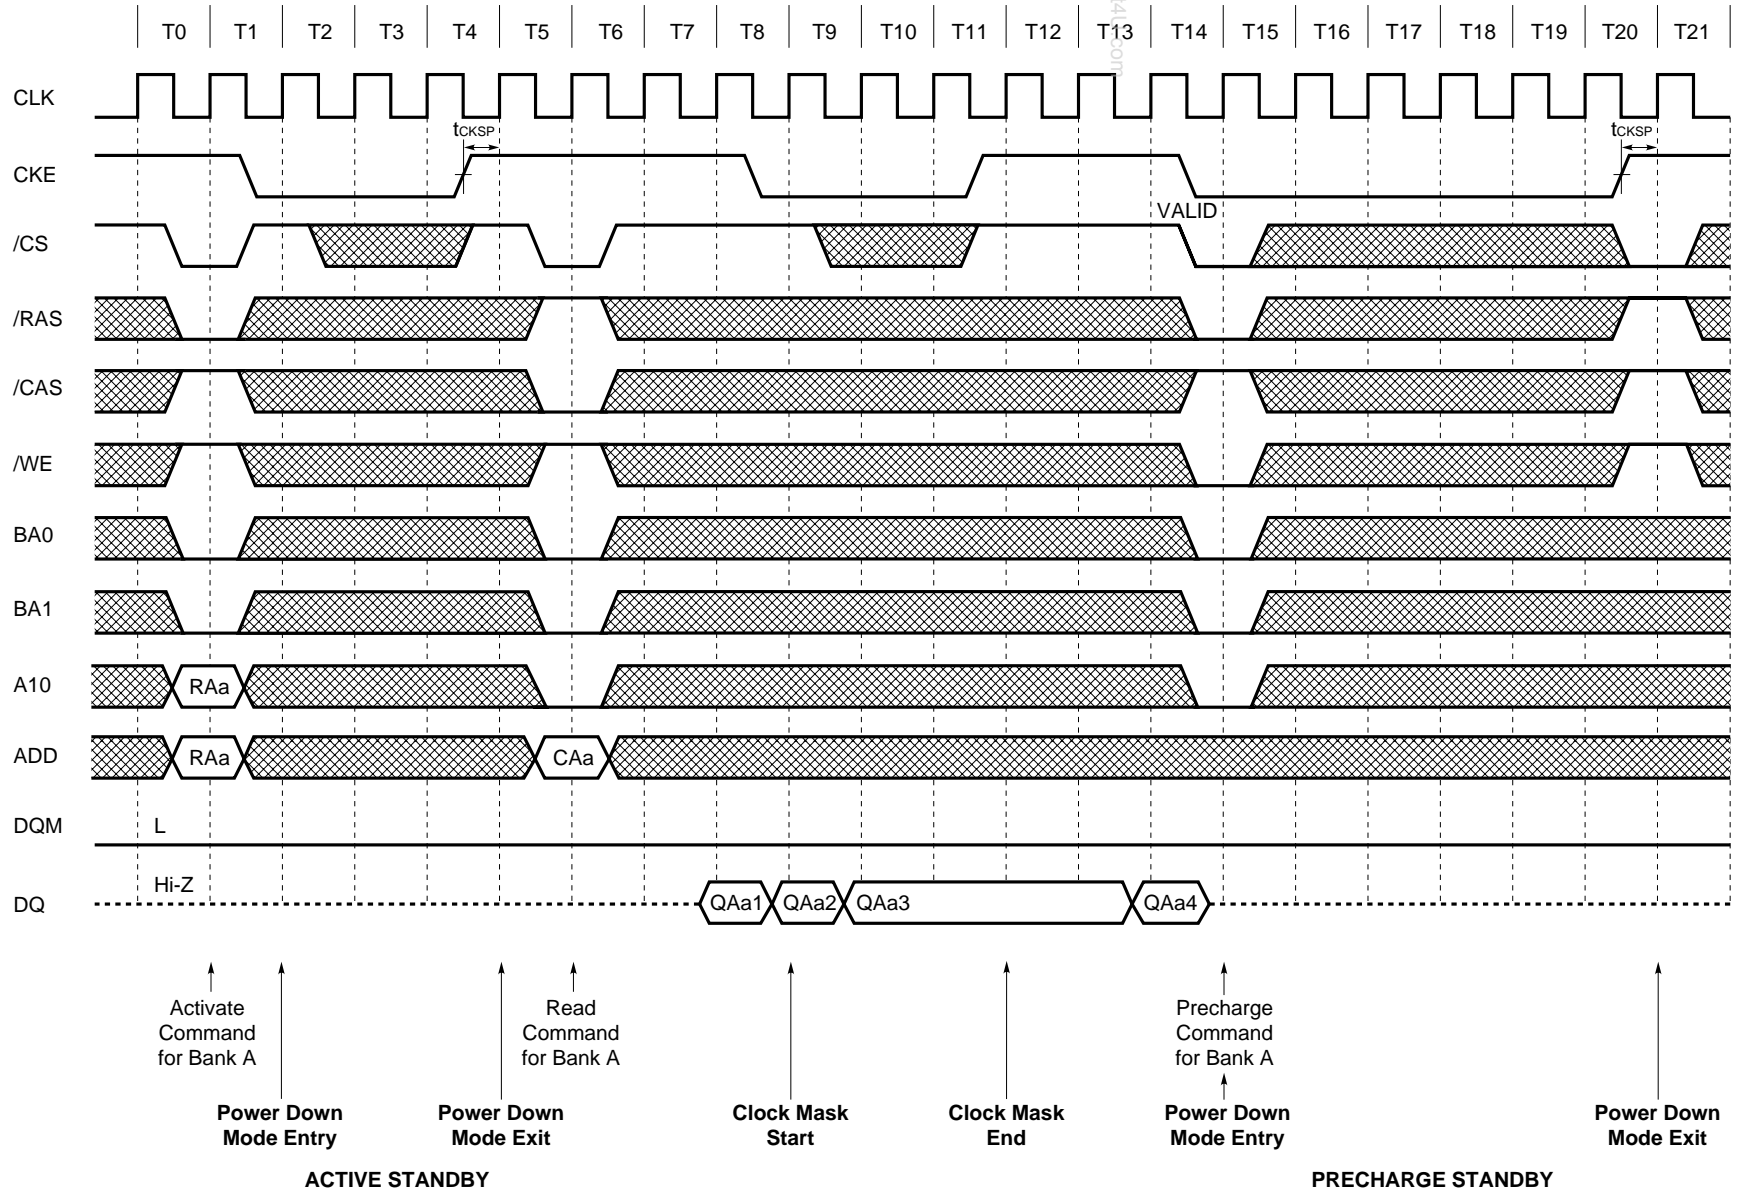 T0 T1 T2 T3 T4 T5 T6 T7 T8 T9 T10 T11 T12 T13 T14 T15 T16 T17 T18 T19 T20 T21
CLK
tCKSP tCKSP
CKE
VALID
/CS
/RAS
/CAS
/WE
BA0
BA1
A10 RAa
ADD RAa CAa
DQM L
Hi-Z
DQ QAa1 QAa2 QAa3 QAa4
Activate
Command
for Bank A
Read
Command
for Bank A
Precharge
Command
for Bank A
Power Down
Mode Entry
Power Down
Mode Exit
Clock Mask
Start
Clock Mask
End
Power Down
Mode Entry
Power Down
Mode Exit
ACTIVE STANDBY
PRECHARGE STANDBY